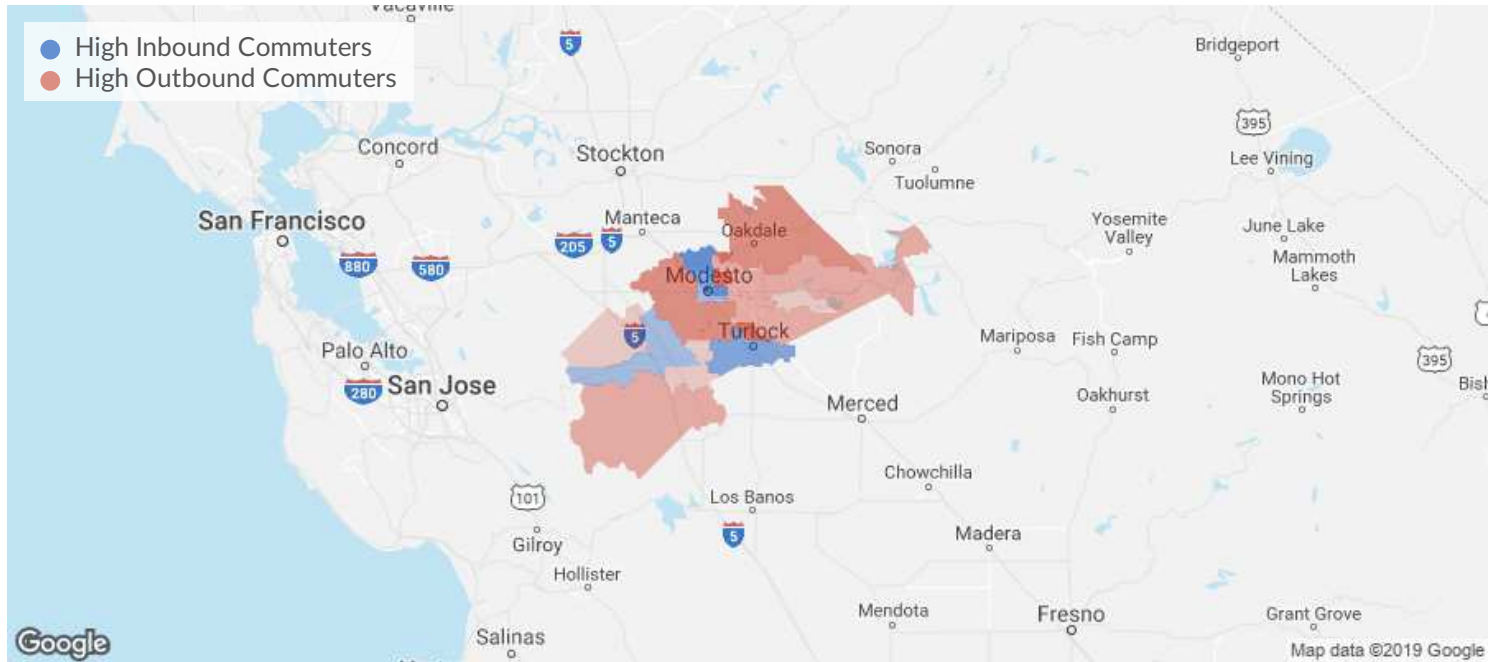 Vacaville
High Inbound Commuters
High Outbound Commuters
5
Bridgeport
395
Concord
Stockton
Sonora
Lee Vining
Tuolumne
San Francisco
Manteca
Oakdale
Yosemite
Valley
June Lake
205
5
880
580
Modesto
Mammoth
Lakes
5
Turlock
Mariposa
Fish Camp
Palo Alto
395
280
San Jose
Oakhurst
Mono Hot
Springs
Merced
Chowchilla
101
Los Banos
5
Gilroy
Madera
Hollister
Mendota
Fresno
Grant Grove
Google
Salinas
Map data ©2019 Google